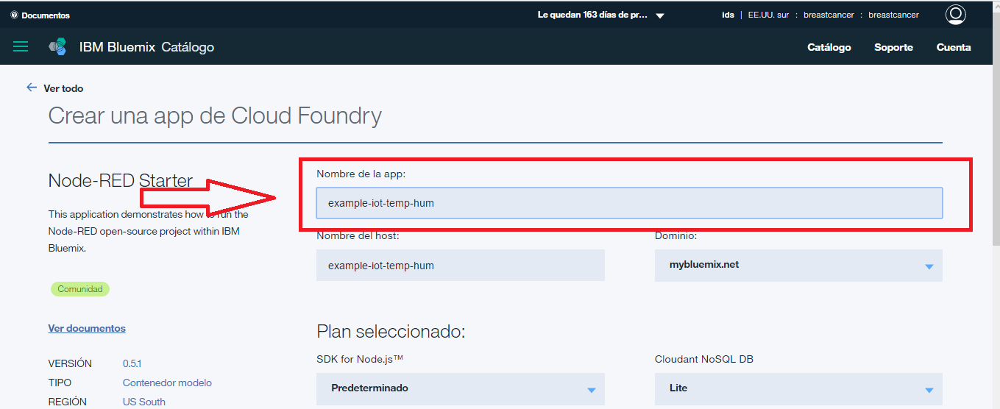 Documentos
Le quedan 163 días de pr...
ids | EE.UU. sur : breastcancer : breastcancer
IBM Bluemix Catálogo
Catálogo Soporte Cuenta
Ver todo
Crear una app de Cloud Foundry
Node-RED Starter
This application demonstrates how to run the
Node-RED open-source project within IBM
Bluemix.
Comunidad
Ver documentos
VERSIÓN 0.5.1
TIPO Contenedor modelo
REGIÓN US South
Nombre de la app:
example-iot-temp-hum
Nombre del host:
example-iot-temp-hum
Dominio:
mybluemix.net
Plan seleccionado:
SDK for Node.js™
Predeterminado
Cloudant NoSQL DB
Lite